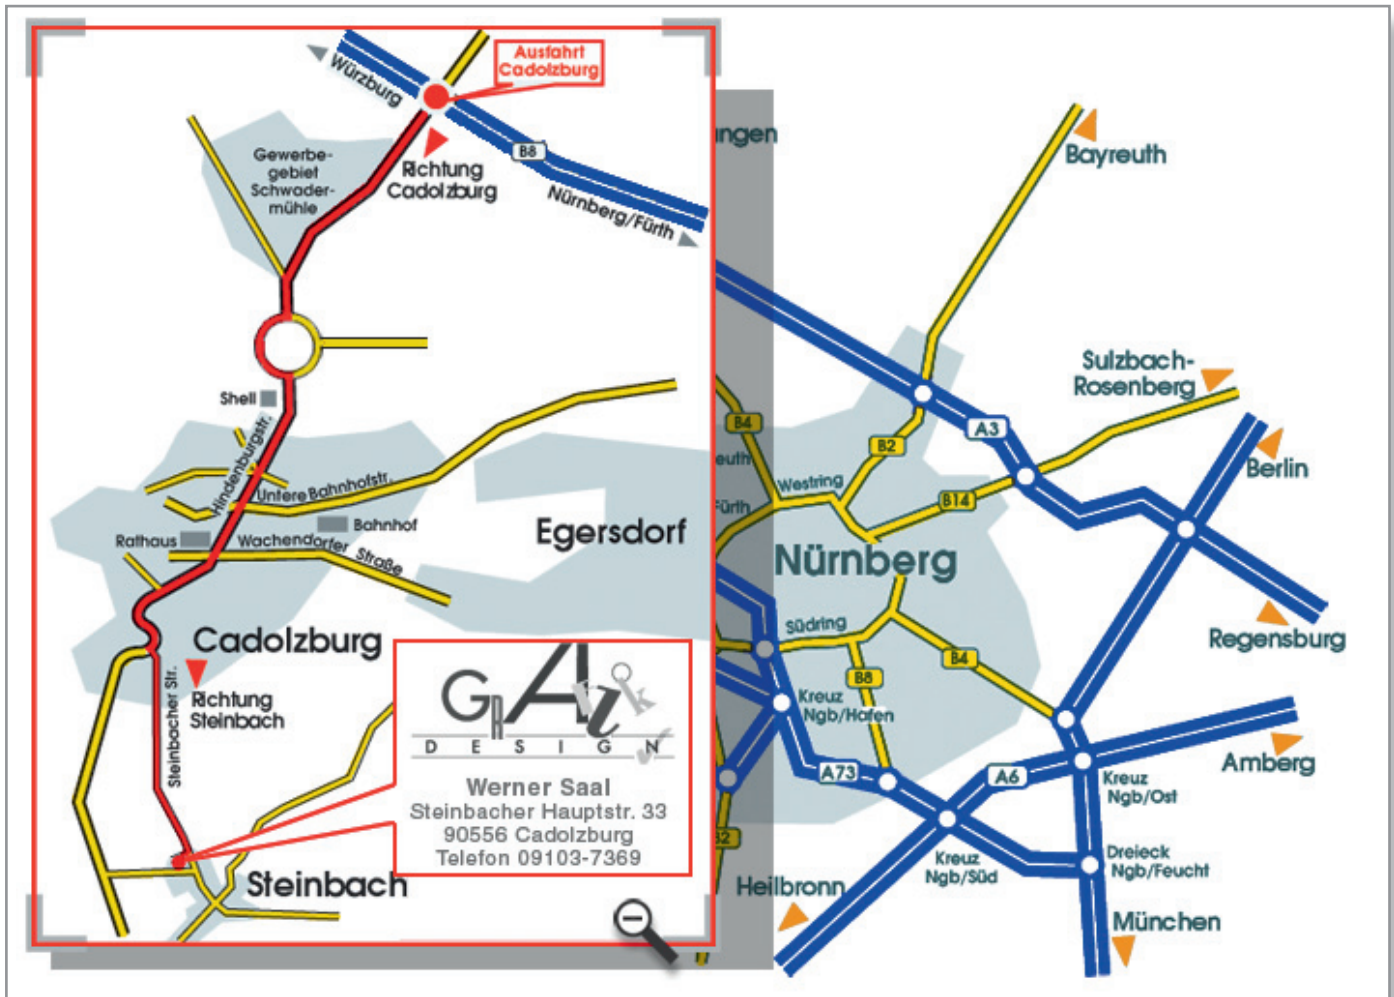 Ausfahrt
Cadolzburg
Würzburg
B8
Nürnberg/Fürth
Richtung
Cadolzburg
Gewerbe-
gebiet
Schwader-
mühle
Shell
Hindenburgstr.
Untere Bahnhofstr.
Bahnhof
Rathaus
Wachendorfer Straße
Egersdorf
Cadolzburg
Richtung
Steinbach
Steinbacher Str.
Steinbach
GRAfik
DESIGN
Werner Saal
Steinbacher Hauptstr. 33
90556 Cadolzburg
Telefon 09103-7369
ungen
Bayreuth
Sulzbach-
Rosenberg
A3
Berlin
B4
B2
euth
Westring
B14
Fürth
Nürnberg
Regensburg
Südring
B4
B8
Kreuz
Ngb/Hafen
A73
A6
Amberg
Kreuz
Ngb/Ost
B2
Kreuz
Ngb/Süd
Dreieck
Ngb/Feucht
Heilbronn
München